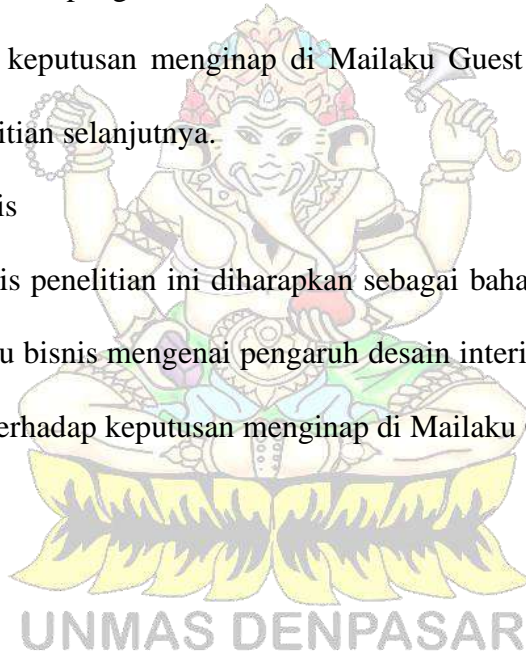 keputusan menginap di Mailaku Guest
itian selanjutnya.
is
is penelitian ini diharapkan sebagai baha
u bisnis mengenai pengaruh desain interi
terhadap keputusan menginap di Mailaku
UNMAS DENPASAR